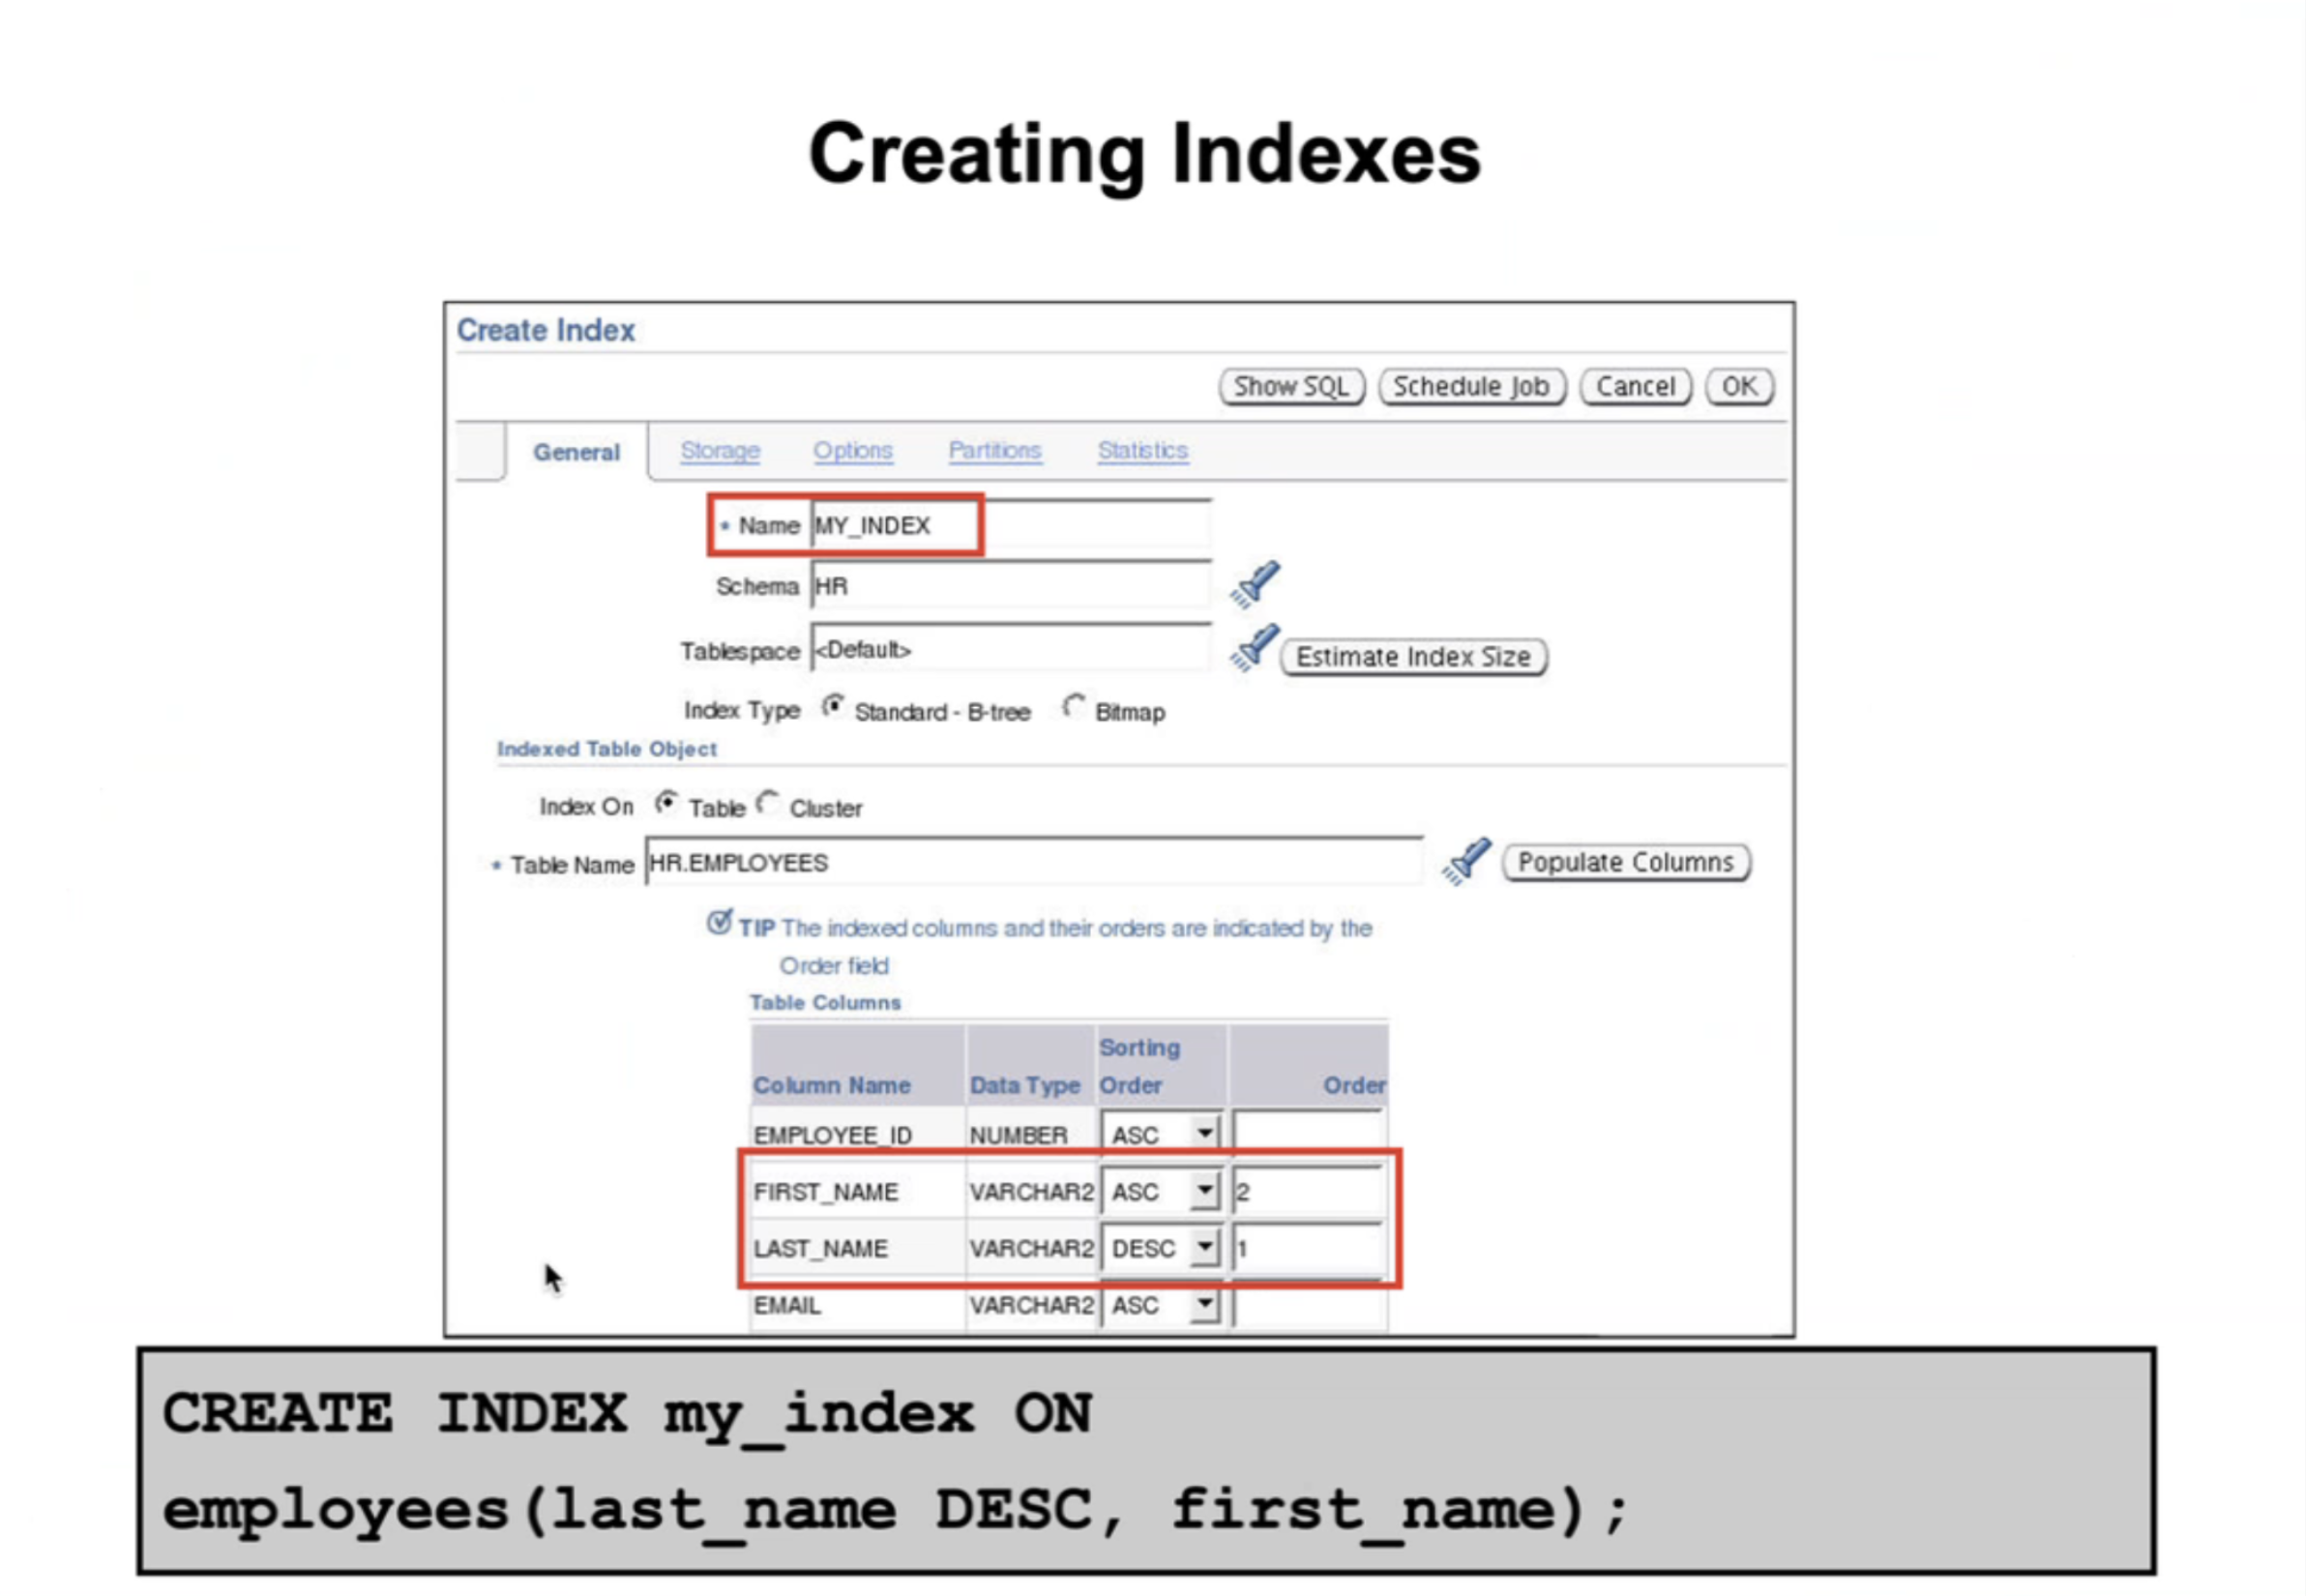 Creating Indexes
Create Index
Show SQL Schedule Job Cancel OK
General Storage Options Partitions Statistics
* Name MY_INDEX
Schema HR
Tablespace <Default> Estimate Index Size
Index Type Standard - B-tree Bitmap
Indexed Table Object
Index On Table Cluster
* Table Name HR.EMPLOYEES Populate Columns
TIP The indexed columns and their orders are indicated by the
Order field
Table Columns
Sorting
Column Name Data Type Order Order
EMPLOYEE_ID NUMBER ASC
FIRST_NAME VARCHAR2 ASC 2
LAST_NAME VARCHAR2 DESC 1
EMAIL VARCHAR2 ASC
CREATE INDEX my_index ON
employees(last_name DESC, first_name);